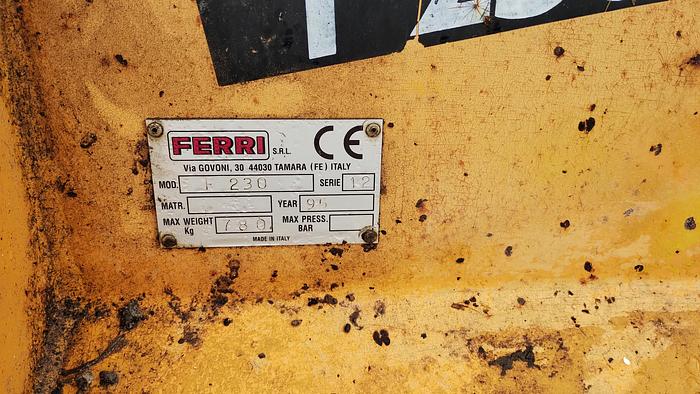 FERRI S.R.L. CE
Via GOVONI, 30 44030 TAMARA (FE) ITALY
MOD. 230 SERIE 12
MATR. YEAR 95
MAX WEIGHT Kg 780 MAX PRESS. BAR
MADE IN ITALY